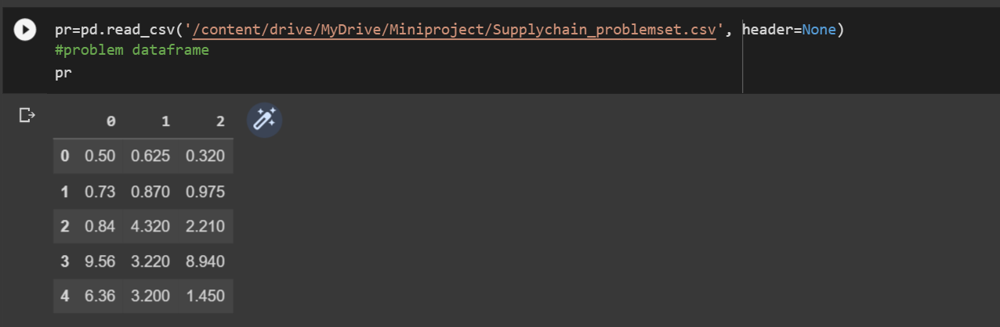 pr=pd.read_csv('/content/drive/MyDrive/Miniproject/Supplychain_problemset.csv', header=None)
#problem dataframe
pr
0 1 2
0 0.50 0.625 0.320
1 0.73 0.870 0.975
2 0.84 4.320 2.210
3 9.56 3.220 8.940
4 6.36 3.200 1.450